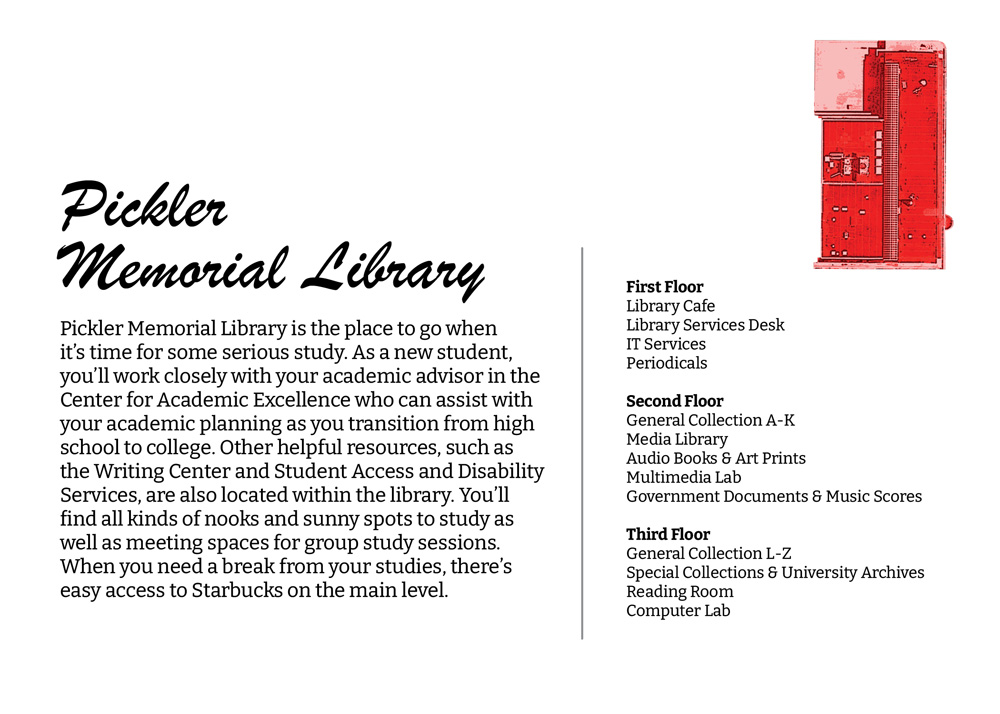 Pickler
Memorial Library
Pickler Memorial Library is the place to go when
it’s time for some serious study. As a new student,
you’ll work closely with your academic advisor in the
Center for Academic Excellence who can assist with
your academic planning as you transition from high
school to college. Other helpful resources, such as
the Writing Center and Student Access and Disability
Services, are also located within the library. You’ll
find all kinds of nooks and sunny spots to study as
well as meeting spaces for group study sessions.
When you need a break from your studies, there’s
easy access to Starbucks on the main level.
First Floor
Library Cafe
Library Services Desk
IT Services
Periodicals
Second Floor
General Collection A-K
Media Library
Audio Books & Art Prints
Multimedia Lab
Government Documents & Music Scores
Third Floor
General Collection L-Z
Special Collections & University Archives
Reading Room
Computer Lab